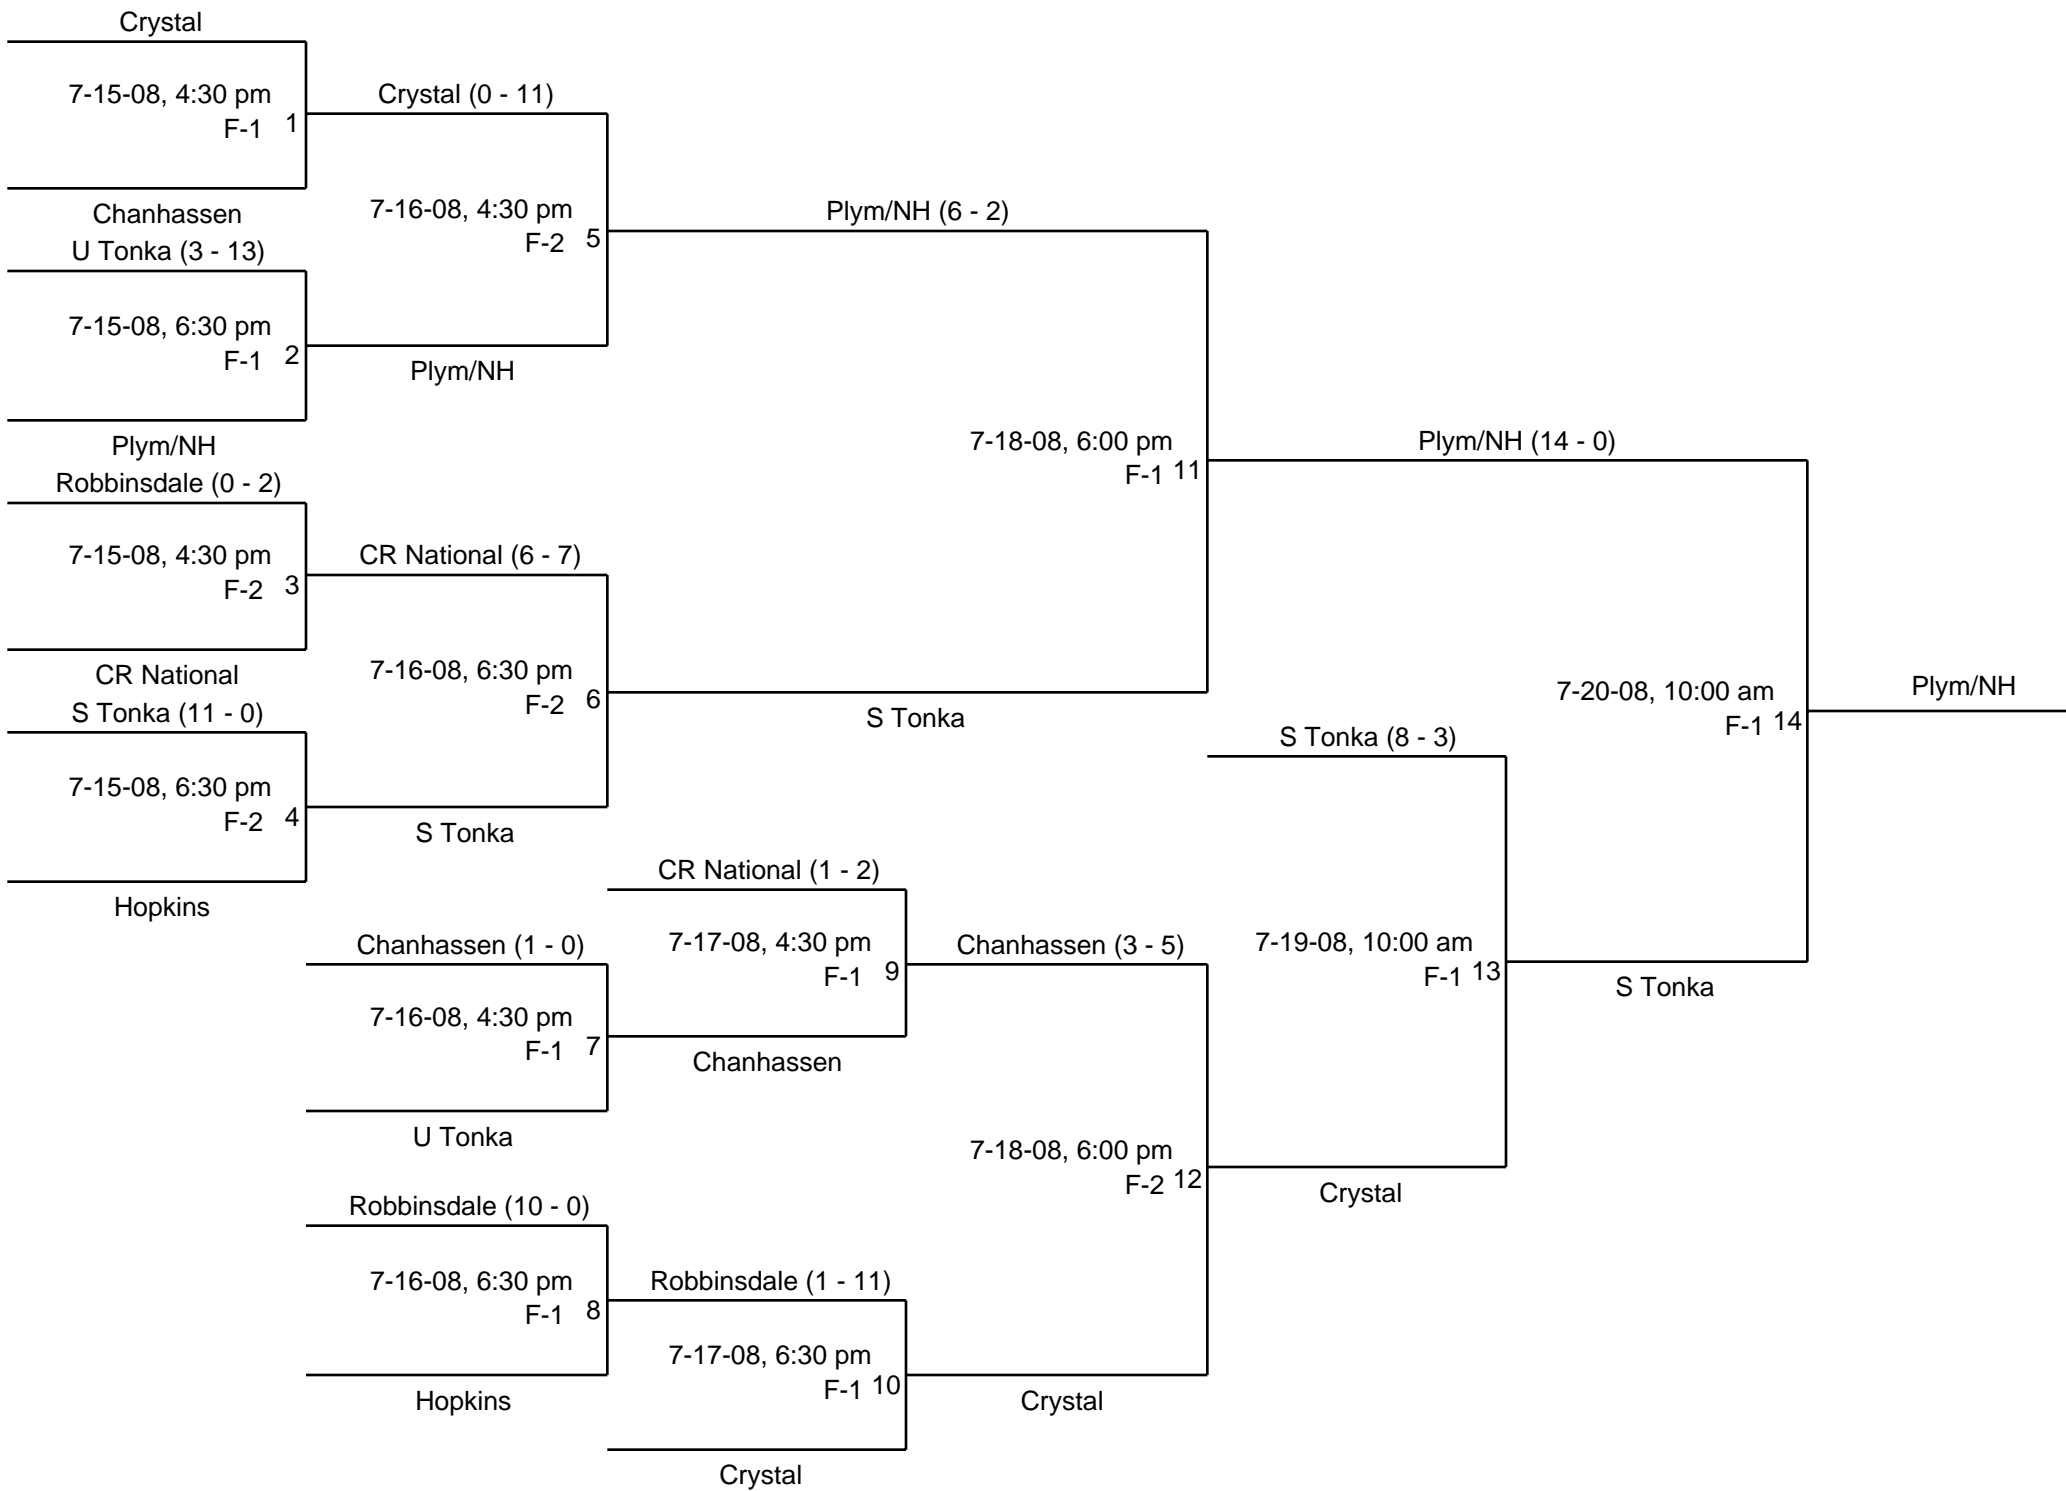 Crystal
7-15-08, 4:30 pm
F-1 1
Chanhassen
Crystal (0 - 11)
U Tonka (3 - 13)
7-15-08, 6:30 pm
F-1 2
Plym/NH
7-16-08, 4:30 pm
F-2 5
Plym/NH
Plym/NH (6 - 2)
Robbinsdale (0 - 2)
7-15-08, 4:30 pm
F-2 3
CR National
CR National (6 - 7)
S Tonka (11 - 0)
7-15-08, 6:30 pm
F-2 4
Hopkins
7-16-08, 6:30 pm
F-2 6
S Tonka
S Tonka
7-18-08, 6:00 pm
F-1 11
Plym/NH (14 - 0)
Chanhassen (1 - 0)
7-16-08, 4:30 pm
F-1 7
U Tonka
CR National (1 - 2)
7-17-08, 4:30 pm
F-1 9
Chanhassen
Chanhassen (3 - 5)
Robbinsdale (10 - 0)
7-16-08, 6:30 pm
F-1 8
Hopkins
Robbinsdale (1 - 11)
7-17-08, 6:30 pm
F-1 10
Crystal
Crystal
7-18-08, 6:00 pm
F-2 12
Crystal
S Tonka (8 - 3)
7-19-08, 10:00 am
F-1 13
S Tonka
7-20-08, 10:00 am
F-1 14
Plym/NH